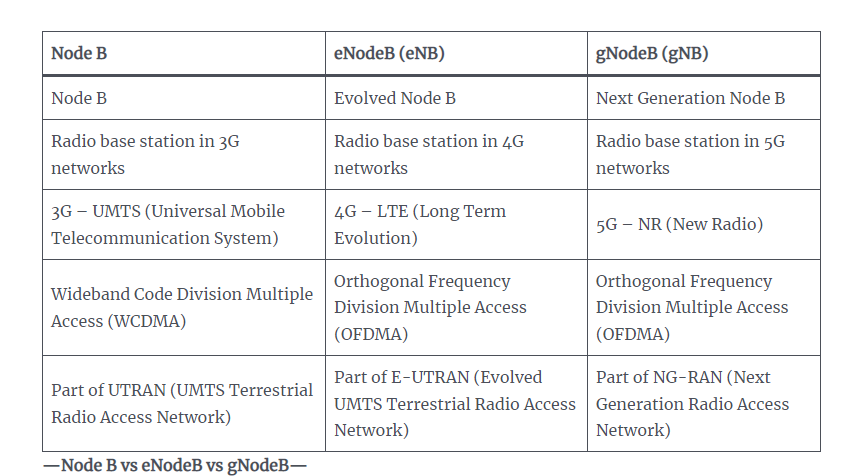 Node B
eNodeB (eNB)
gNodeB (gNB)
Node B
Evolved Node B
Next Generation Node B
Radio base station in 3G
networks
Radio base station in 4G
networks
Radio base station in 5G
networks
3G – UMTS (Universal Mobile
Telecommunication System)
4G – LTE (Long Term
Evolution)
5G – NR (New Radio)
Wideband Code Division Multiple
Access (WCDMA)
Orthogonal Frequency
Division Multiple Access
(OFDMA)
Orthogonal Frequency
Division Multiple Access
(OFDMA)
Part of UTRAN (UMTS Terrestrial
Radio Access Network)
Part of E-UTRAN (Evolved
UMTS Terrestrial Radio Access
Network)
Part of NG-RAN (Next
Generation Radio Access
Network)
—Node B vs eNodeB vs gNodeB—